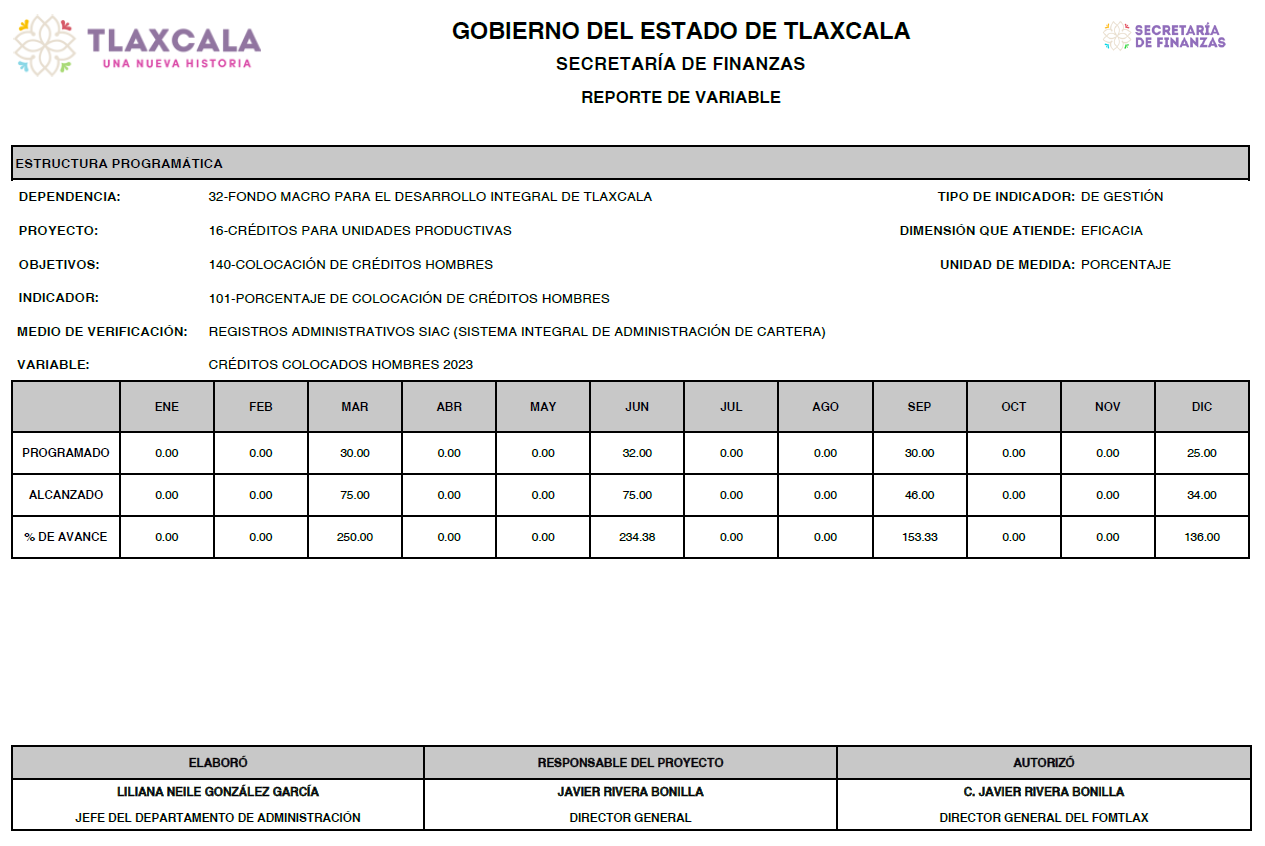 TLAXCALA
UNA NUEVA HISTORIA
GOBIERNO DEL ESTADO DE TLAXCALA
SECRETARÍA DE FINANZAS
REPORTE DE VARIABLE
SECRETARÍA
DE FINANZAS
ESTRUCTURA PROGRAMÁTICA
DEPENDENCIA: 32-FONDO MACRO PARA EL DESARROLLO INTEGRAL DE TLAXCALA TIPO DE INDICADOR: DE GESTIÓN
PROYECTO: 16-CRÉDITOS PARA UNIDADES PRODUCTIVAS DIMENSIÓN QUE ATIENDE: EFICACIA
OBJETIVOS: 140-COLOCACIÓN DE CRÉDITOS HOMBRES UNIDAD DE MEDIDA: PORCENTAJE
INDICADOR: 101-PORCENTAJE DE COLOCACIÓN DE CRÉDITOS HOMBRES
MEDIO DE VERIFICACIÓN: REGISTROS ADMINISTRATIVOS SIAC (SISTEMA INTEGRAL DE ADMINISTRACIÓN DE CARTERA)
VARIABLE: CRÉDITOS COLOCADOS HOMBRES 2023
ENE FEB MAR ABR MAY JUN JUL AGO SEP OCT NOV DIC
PROGRAMADO 0.00 0.00 30.00 0.00 0.00 32.00 0.00 0.00 30.00 0.00 0.00 25.00
ALCANZADO 0.00 0.00 75.00 0.00 0.00 75.00 0.00 0.00 46.00 0.00 0.00 34.00
% DE AVANCE 0.00 0.00 250.00 0.00 0.00 234.38 0.00 0.00 153.33 0.00 0.00 136.00
ELABORÓ RESPONSABLE DEL PROYECTO AUTORIZÓ
LILIANA NEILE GONZÁLEZ GARCÍA JAVIER RIVERA BONILLA C. JAVIER RIVERA BONILLA
JEFE DEL DEPARTAMENTO DE ADMINISTRACIÓN DIRECTOR GENERAL DIRECTOR GENERAL DEL FOMTLAX